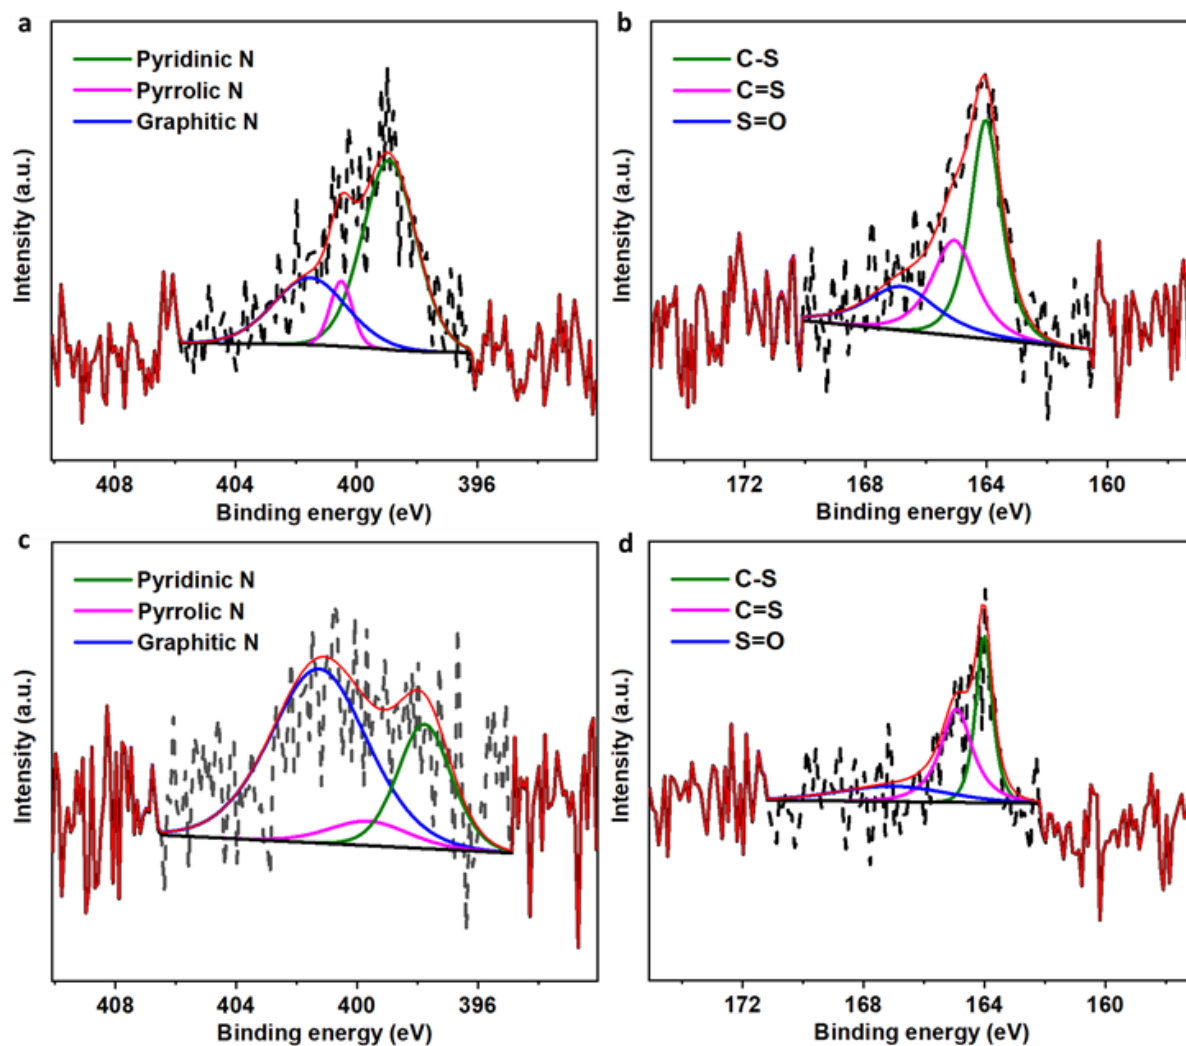 a
Pyridinic N
Pyrrolic N
Graphitic N
Intensity (a.u.)
408 404 400 396
Binding energy (eV)
b
C-S
C=S
S=O
Intensity (a.u.)
172 168 164 160
Binding energy (eV)
c
Pyridinic N
Pyrrolic N
Graphitic N
Intensity (a.u.)
408 404 400 396
Binding energy (eV)
d
C-S
C=S
S=O
Intensity (a.u.)
172 168 164 160
Binding energy (eV)